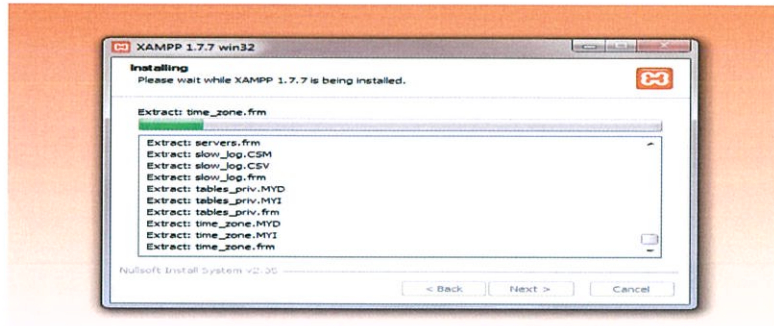 XAMPP 1.7.7 win32
Installing
Please wait while XAMPP 1.7.7 is being installed.
Extract: time_zone.frm
Extract: servers.frm
Extract: slow_log.CSM
Extract: slow_log.CSV
Extract: slow_log.frm
Extract: tables_priv.MYD
Extract: tables_priv.MYI
Extract: tables_priv.frm
Extract: time_zone.MYD
Extract: time_zone.MYI
Extract: time_zone.frm
Nullsoft Install System v2.35
< Back Next > Cancel